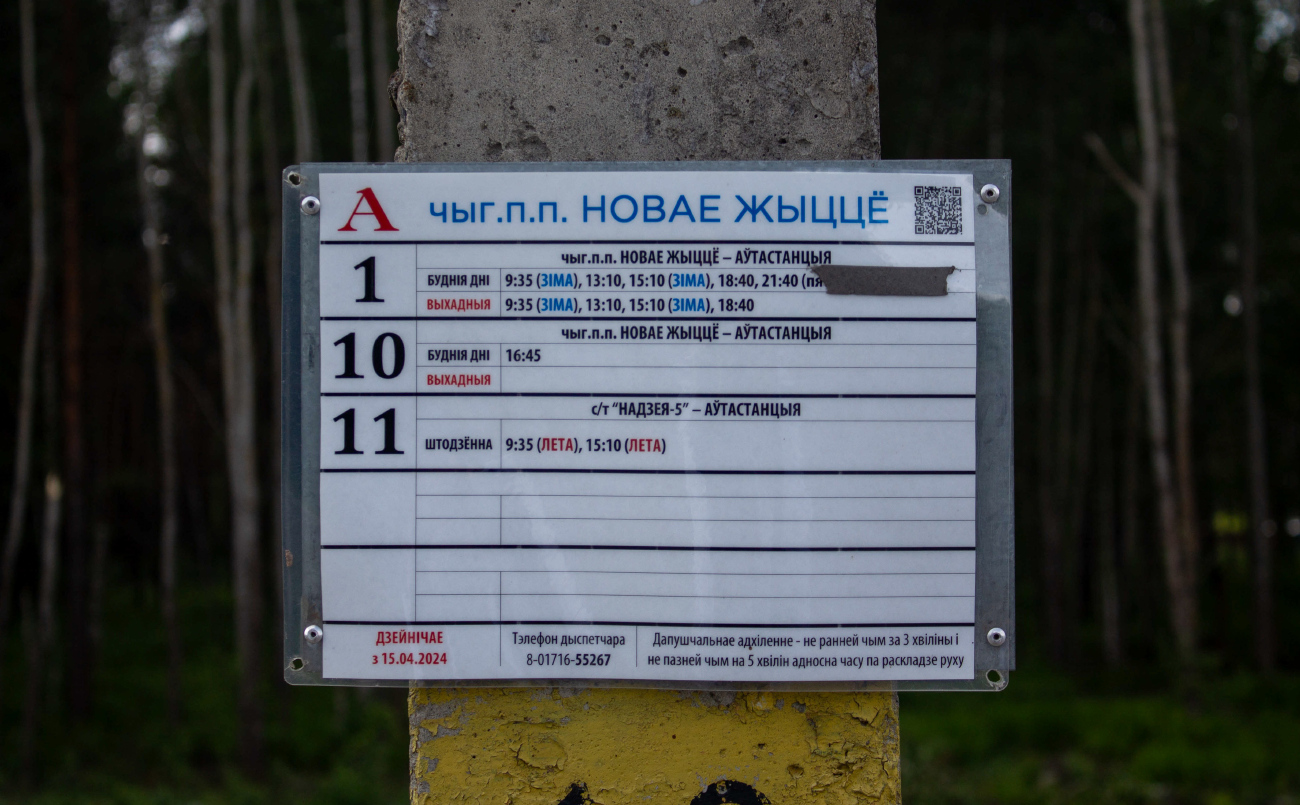 А чыг.п.п. НОВАЕ ЖЫЦЦЁ
1
чыг.п.п. НОВАЕ ЖЫЦЦЁ – АЎТАСТАНЦЫЯ
БУДНІЯ ДНІ 9:35 (ЗІМА), 13:10, 15:10 (ЗІМА), 18:40, 21:40
ВЫХАДНЫЯ 9:35 (ЗІМА), 13:10, 15:10 (ЗІМА), 18:40
10
чыг.п.п. НОВАЕ ЖЫЦЦЁ – АЎТАСТАНЦЫЯ
БУДНІЯ ДНІ 16:45
ВЫХАДНЫЯ
11
с/т “НАДЗЕЯ-5” – АЎТАСТАНЦЫЯ
ШТОДЗЁННА 9:35 (ЛЕТА), 15:10 (ЛЕТА)
ДЗЕЙНІЧАЕ
з 15.04.2024
Тэлефон дыспетчара
8-01716-55267
Дапушчальнае адхіленне - не ранней чым за 3 хвіліны і
не пазней чым на 5 хвілін адносна часу па раскладзе руху